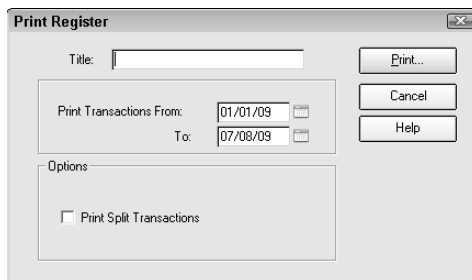 Print Register
Title:
Print...
Cancel
Help
Print Transactions From: 01/01/09
To: 07/08/09
Options
Print Split Transactions